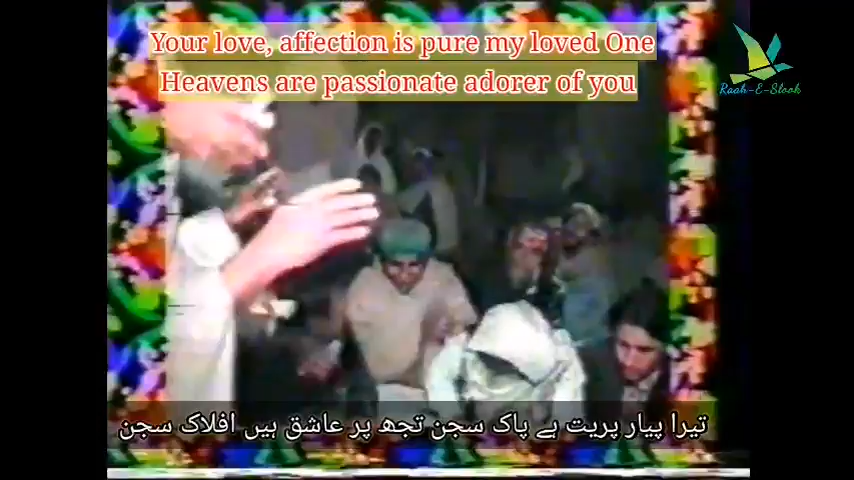 Your love, affection is pure my loved One
Heavens are passionate adorer of you
Raah-E-Slook
تیرا پیار پریت ہے پاک سجن تجھ پر عاشق ہیں افلاک سجن